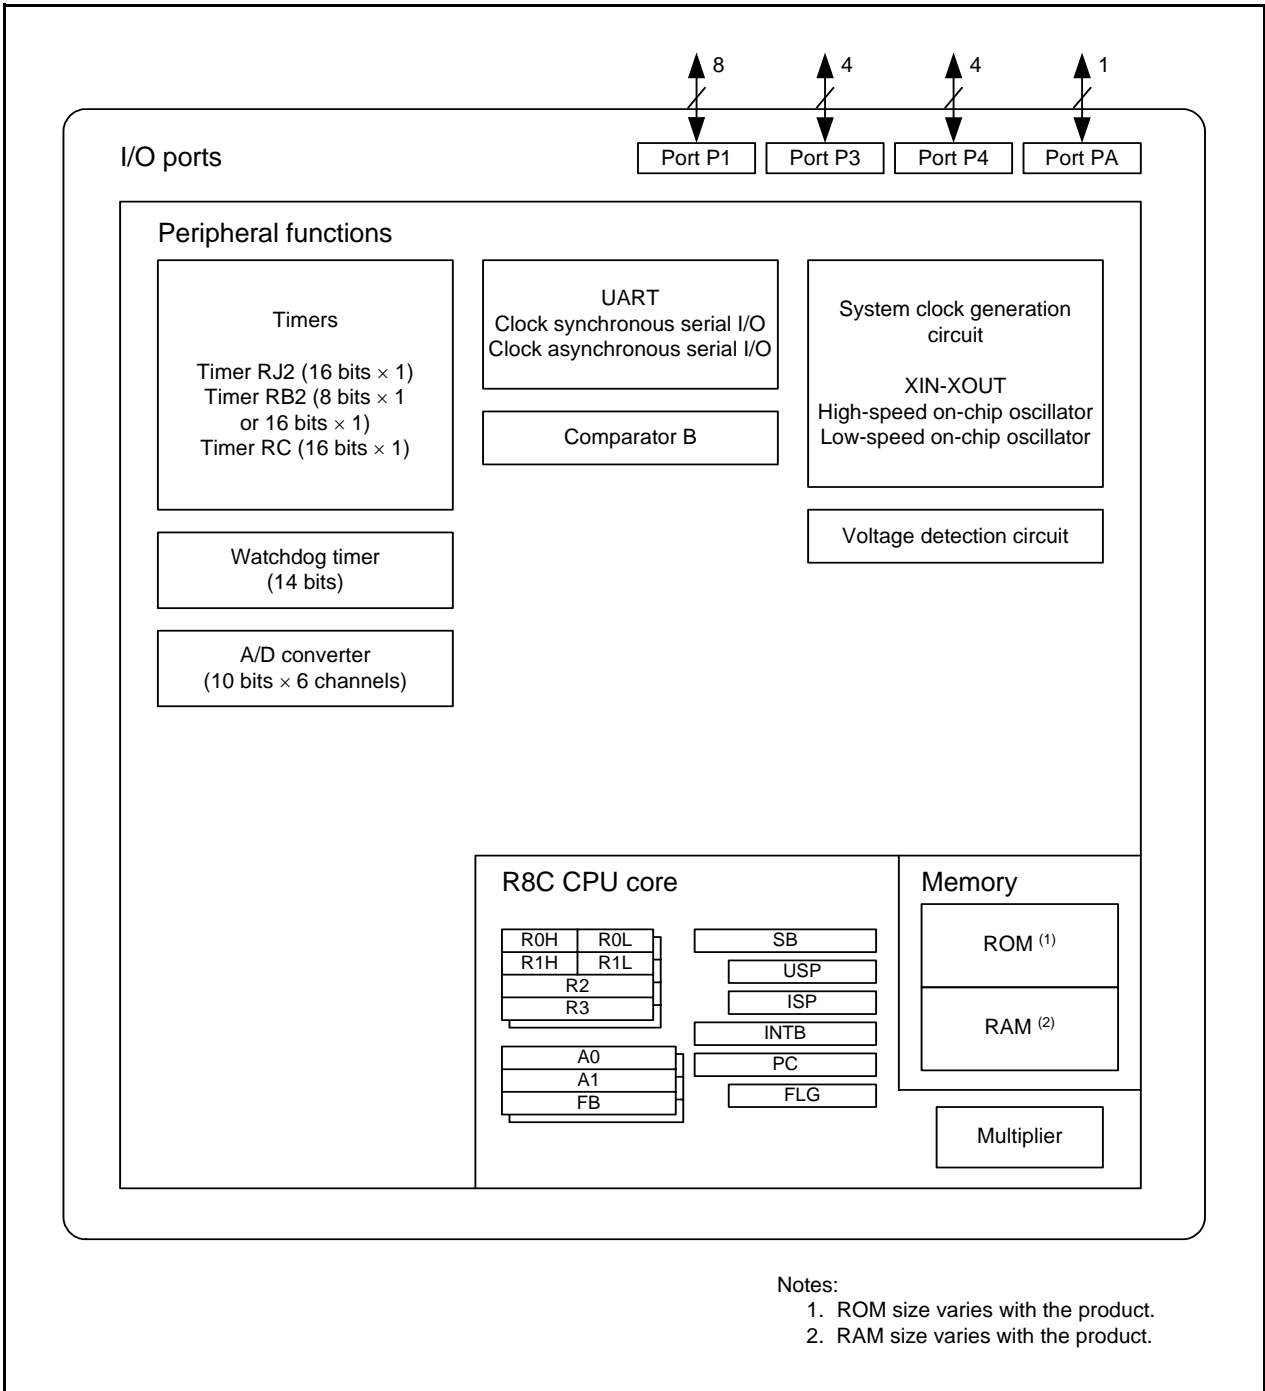 8 4 4 1
I/O ports
Port P1 Port P3 Port P4 Port PA
Peripheral functions
Timers
Timer RJ2 (16 bits × 1)
Timer RB2 (8 bits × 1
or 16 bits × 1)
Timer RC (16 bits × 1)
UART
Clock synchronous serial I/O
Clock asynchronous serial I/O
System clock generation
circuit
XIN-XOUT
High-speed on-chip oscillator
Low-speed on-chip oscillator
Comparator B
Voltage detection circuit
Watchdog timer
(14 bits)
A/D converter
(10 bits × 6 channels)
R8C CPU core
R0H R0L
R1H R1L
R2
R3
A0
A1
FB
SB
USP
ISP
INTB
PC
FLG
Memory
ROM (1)
RAM (2)
Multiplier
Notes:
1. ROM size varies with the product.
2. RAM size varies with the product.